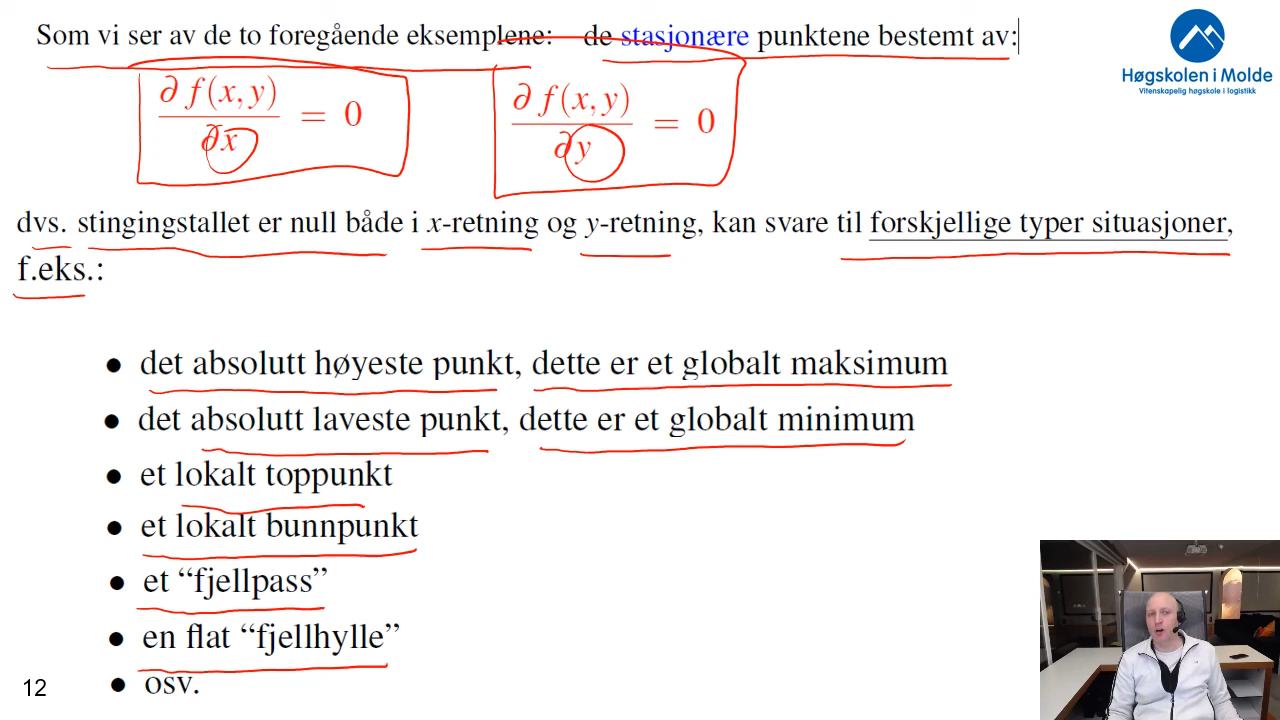 Som vi ser av de to foregående eksemplene: de stasjonære punktene bestemt av:
∂ f(x, y) / ∂x = 0
∂ f(x, y) / ∂y = 0
Høgskolen i Molde
Vitenskapelig høgskole i logistikk
dvs. stingingstallet er null både i x-retning og y-retning, kan svare til forskjellige typer situasjoner,
f.eks.:
• det absolutt høyeste punkt, dette er et globalt maksimum
• det absolutt laveste punkt, dette er et globalt minimum
• et lokalt toppunkt
• et lokalt bunnpunkt
• et “fjellpass”
• en flat “fjellhylle”
• osv.
12